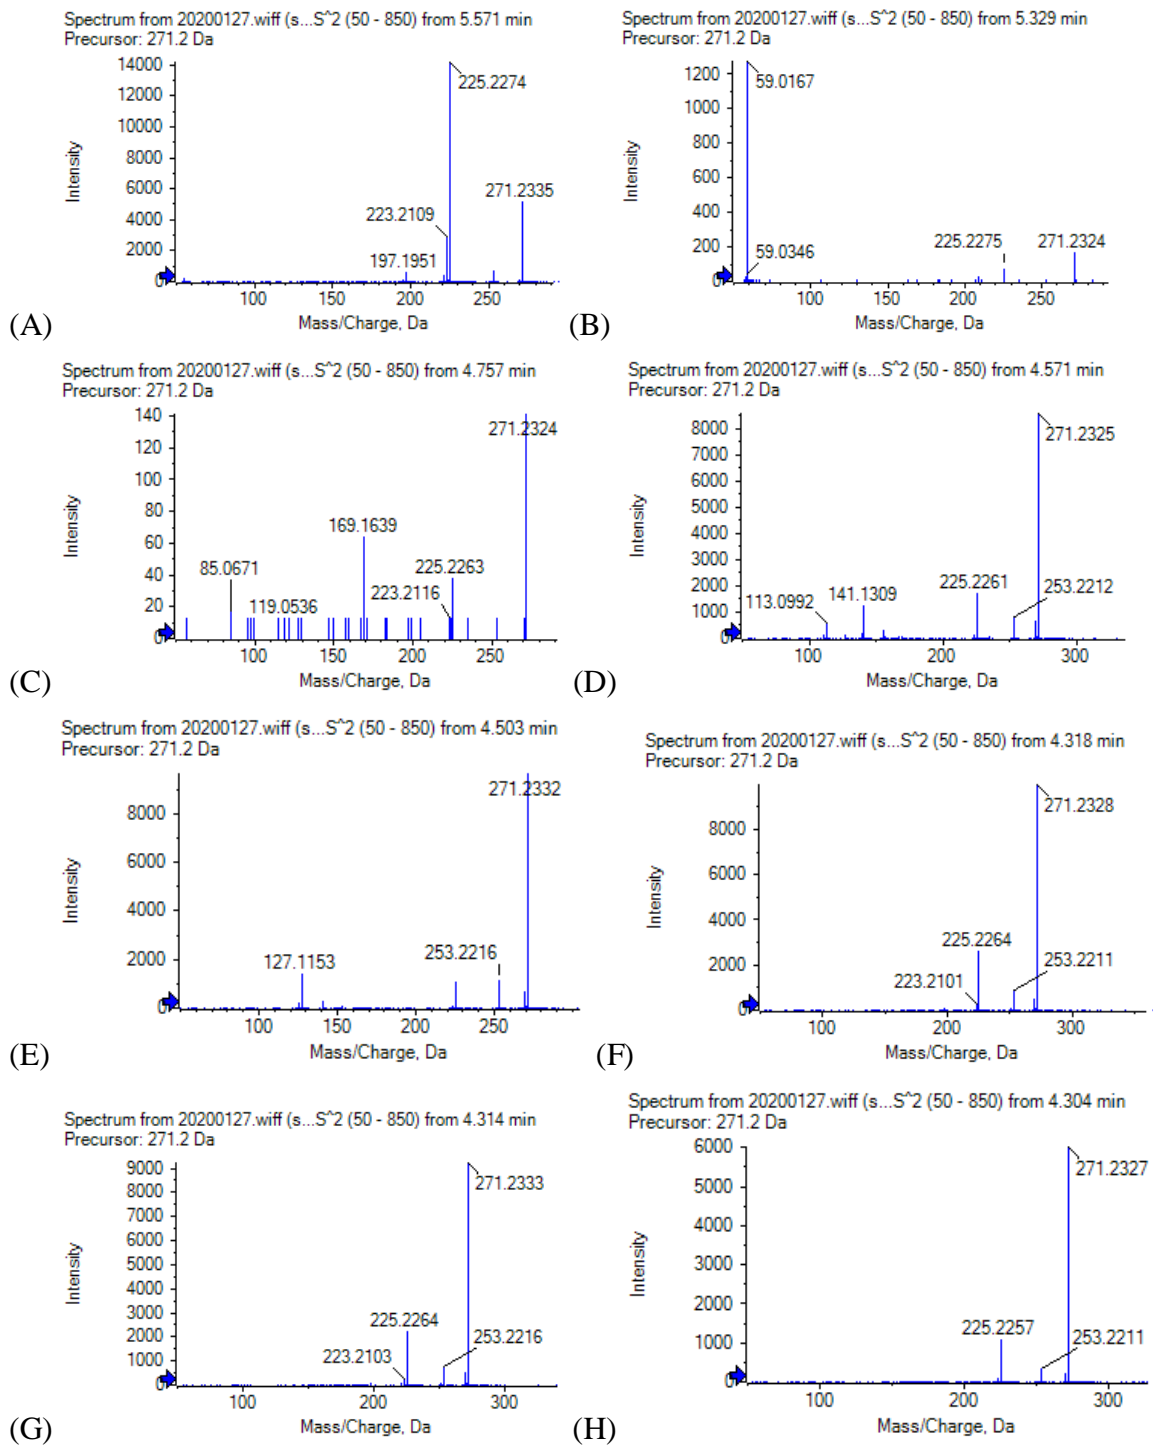 Spectrum from 20200127.wiff (s...S^2 (50 - 850) from 5.571 min
Precursor: 271.2 Da
14000
12000
10000
8000
6000
4000
2000
0
Intensity
225.2274
271.2335
223.2109
197.1951
100 150 200 250
Mass/Charge, Da
(A)
Spectrum from 20200127.wiff (s...S^2 (50 - 850) from 5.329 min
Precursor: 271.2 Da
1200
1000
800
600
400
200
0
Intensity
59.0167
59.0346
225.2275
271.2324
100 150 200 250
Mass/Charge, Da
(B)
Spectrum from 20200127.wiff (s...S^2 (50 - 850) from 4.757 min
Precursor: 271.2 Da
140
120
100
80
60
40
20
0
Intensity
271.2324
169.1639
85.0671
225.2263
223.2116
119.0536
100 150 200 250
Mass/Charge, Da
(C)
Spectrum from 20200127.wiff (s...S^2 (50 - 850) from 4.571 min
Precursor: 271.2 Da
8000
7000
6000
5000
4000
3000
2000
1000
0
Intensity
271.2325
225.2261
253.2212
113.0992
141.1309
100 200 300
Mass/Charge, Da
(D)
Spectrum from 20200127.wiff (s...S^2 (50 - 850) from 4.503 min
Precursor: 271.2 Da
8000
6000
4000
2000
0
Intensity
271.2332
253.2216
127.1153
100 150 200 250
Mass/Charge, Da
(E)
Spectrum from 20200127.wiff (s...S^2 (50 - 850) from 4.318 min
Precursor: 271.2 Da
8000
6000
4000
2000
0
Intensity
271.2328
225.2264
253.2211
223.2101
100 200 300
Mass/Charge, Da
(F)
Spectrum from 20200127.wiff (s...S^2 (50 - 850) from 4.314 min
Precursor: 271.2 Da
9000
8000
7000
6000
5000
4000
3000
2000
1000
0
Intensity
271.2333
225.2264
253.2216
223.2103
100 200 300
Mass/Charge, Da
(G)
Spectrum from 20200127.wiff (s...S^2 (50 - 850) from 4.304 min
Precursor: 271.2 Da
6000
5000
4000
3000
2000
1000
0
Intensity
271.2327
225.2257
253.2211
100 200 300
Mass/Charge, Da
(H)